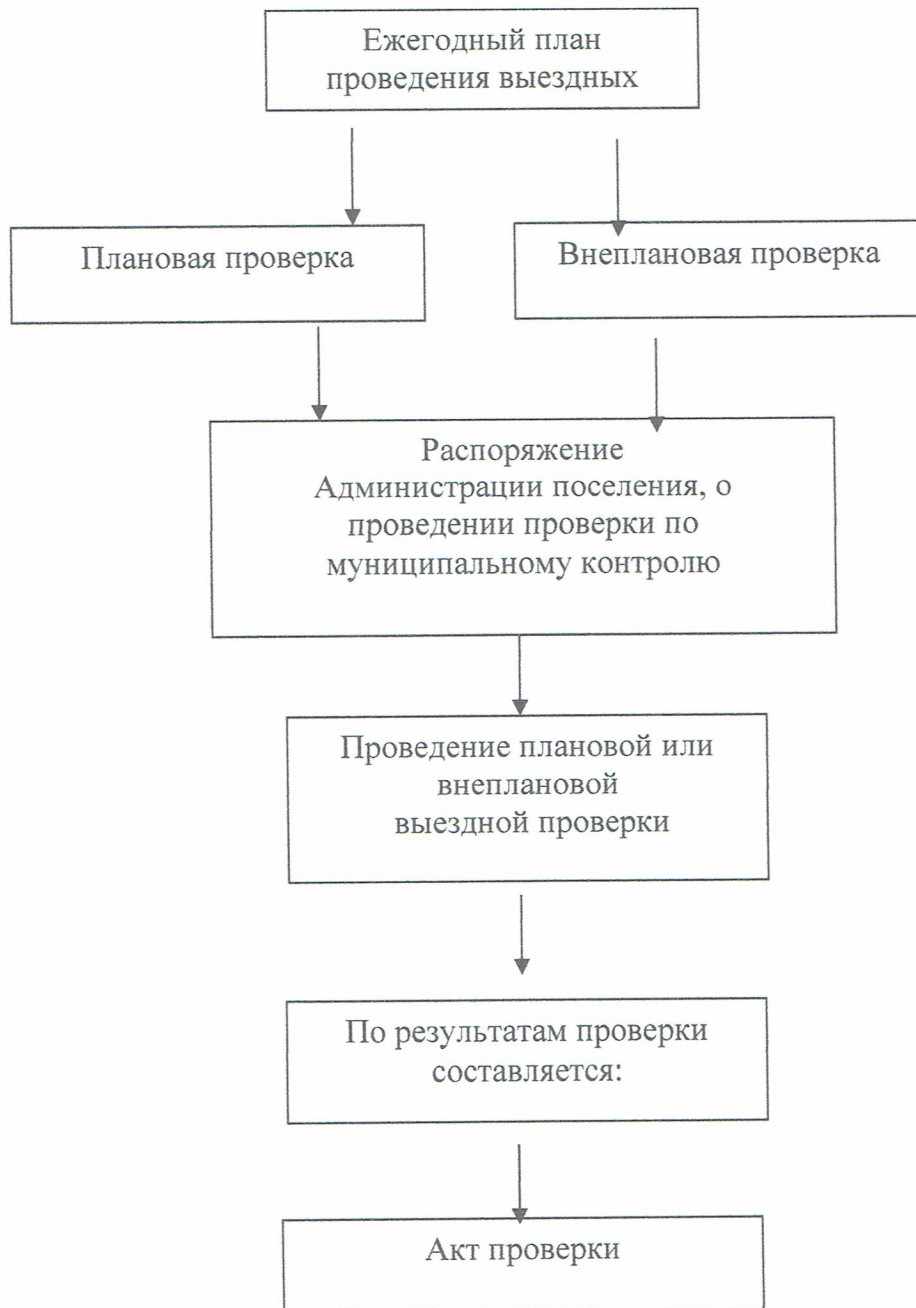 Ежегодный план
проведения выездных
Плановая проверка
Внеплановая проверка
Распоряжение
Администрации поселения, о
проведении проверки по
муниципальному контролю
Проведение плановой или
внеплановой
выездной проверки
По результатам проверки
составляется:
Акт проверки